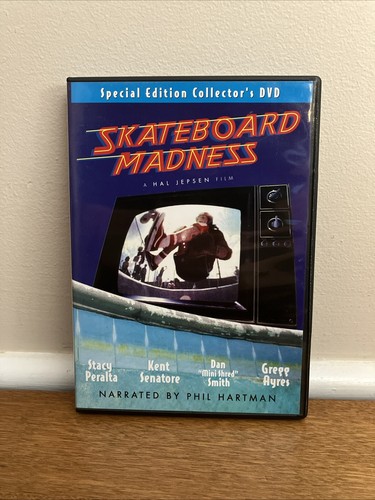 Special Edition Collector's DVD
SKATEBOARD
MADNESS
A HAL JEPSEN FILM
Stacy Kent Dan Gregg
Peralta Senatore "Mini Shred" Smith Ayres
NARRATED BY PHIL HARTMAN